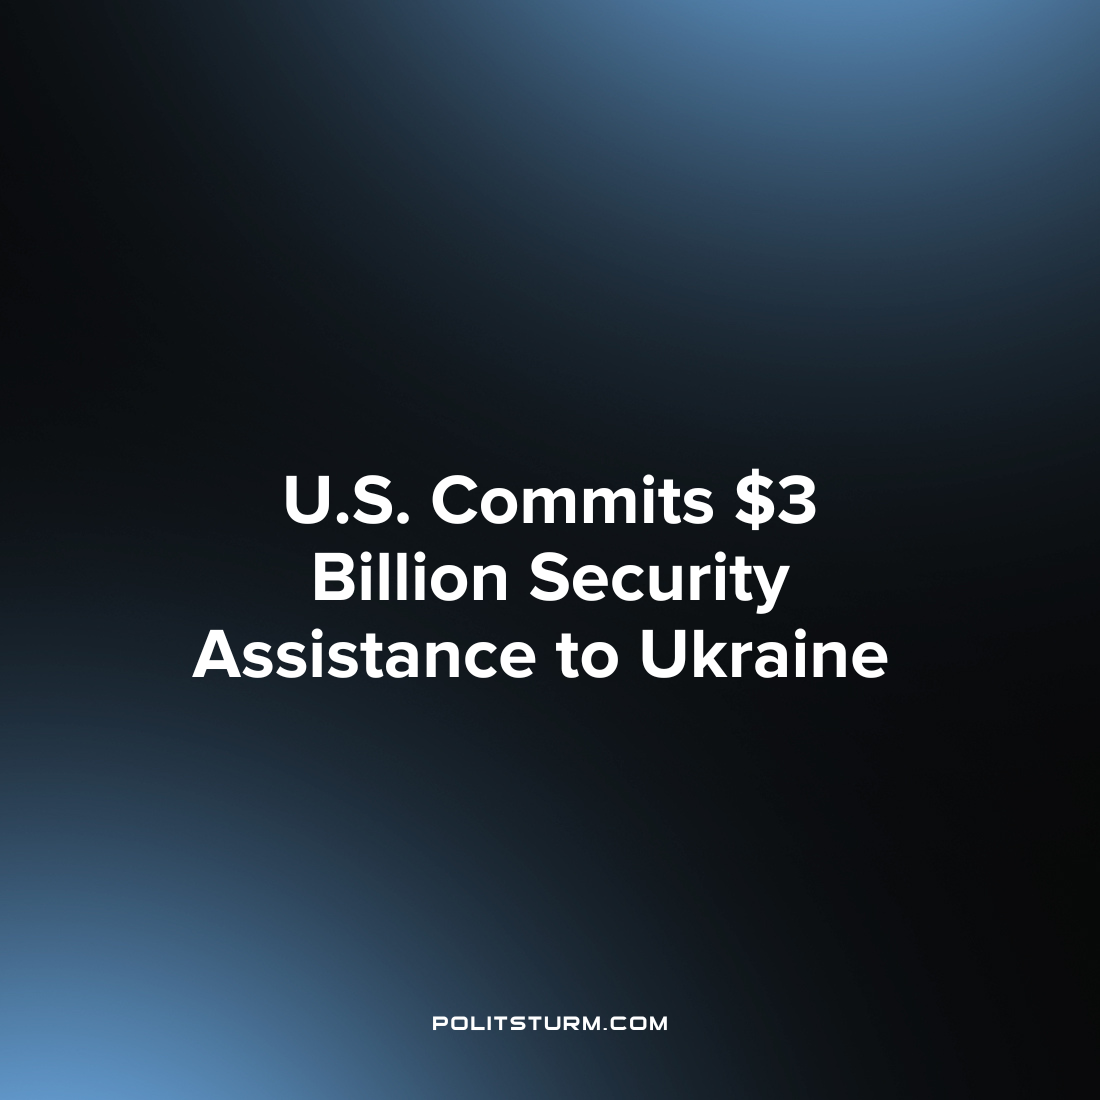 U.S. Commits $3
Billion Security
Assistance to Ukraine
POLITSTURM.COM